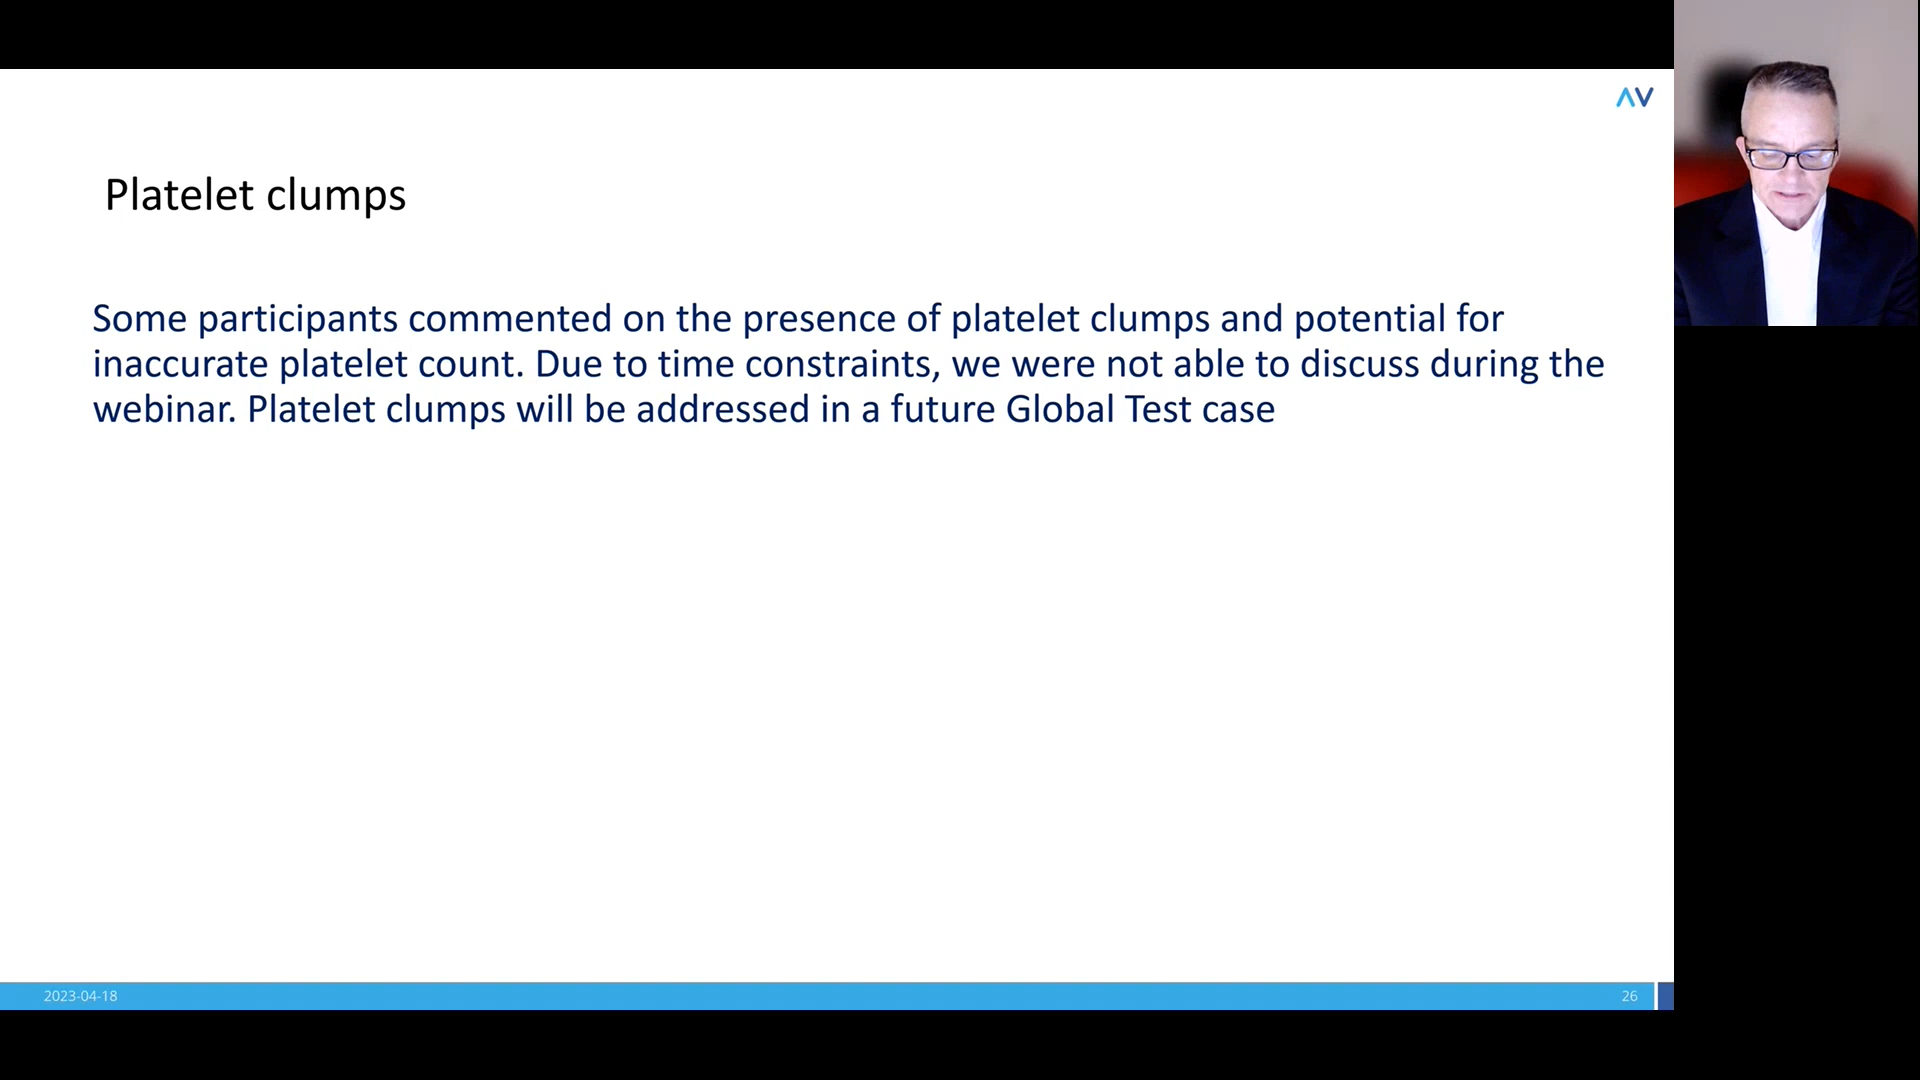 Platelet clumps
Some participants commented on the presence of platelet clumps and potential for
inaccurate platelet count. Due to time constraints, we were not able to discuss during the
webinar. Platelet clumps will be addressed in a future Global Test case
2023-04-18
26